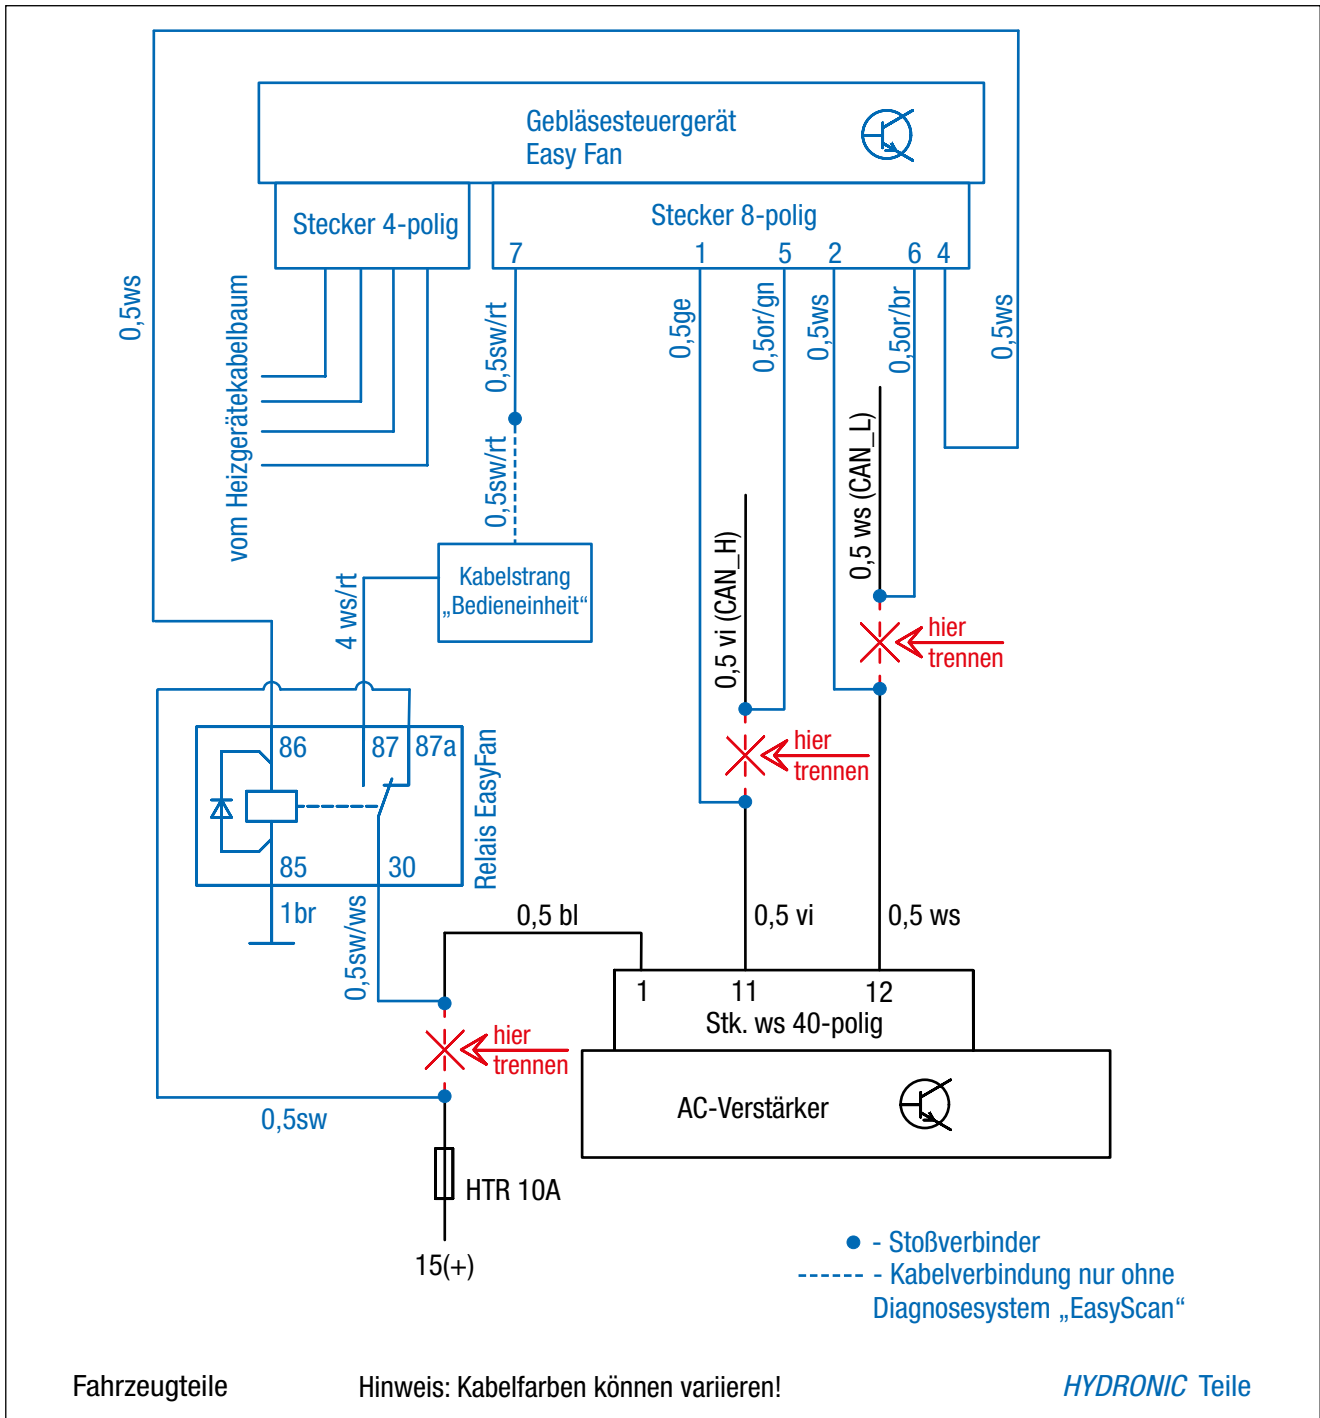 Gebläsesteuergerät
Easy Fan
Stecker 4-polig
Stecker 8-polig
7
1
5
2
6
4
0,5ws
vom Heizgerätekabelbaum
0,5sw/rt
0,5ge
0,5or/gn
0,5ws
0,5or/br
0,5ws
0,5sw/rt
0,5 ws (CAN_L)
0,5 vi (CAN_H)
Kabelstrang
„Bedieneinheit“
4 ws/rt
hier
trennen
hier
trennen
86
87
87a
85
30
Relais EasyFan
1br
0,5sw/ws
0,5 bl
0,5 vi
0,5 ws
1
11
12
Stk. ws 40-polig
hier
trennen
AC-Verstärker
0,5sw
HTR 10A
15(+)
- Stoßverbinder
- Kabelverbindung nur ohne
Diagnosesystem „EasyScan“
Fahrzeugteile
Hinweis: Kabelfarben können variieren!
HYDRONIC Teile